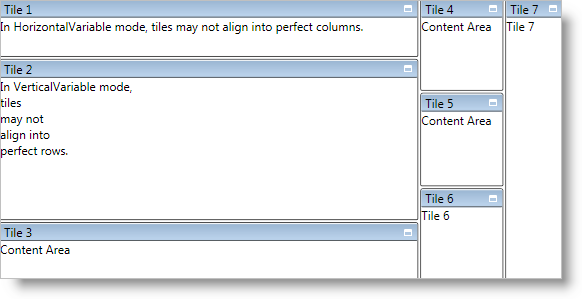 Tile 1
In HorizontalVariable mode, tiles may not align into perfect columns.
Tile 2
In VerticalVariable mode,
tiles
may not
align into
perfect rows.
Tile 3
Content Area
Tile 4
Content Area
Tile 5
Content Area
Tile 6
Tile 6
Tile 7
Tile 7